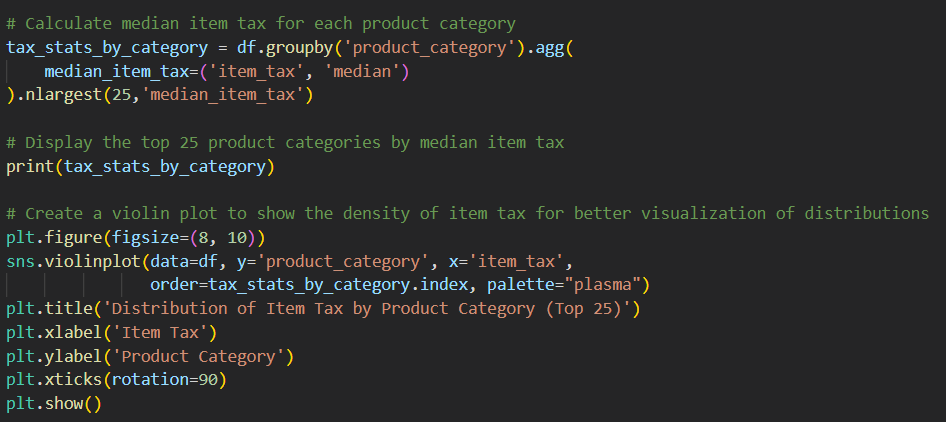 # Calculate median item tax for each product category
tax_stats_by_category = df.groupby('product_category').agg(
    median_item_tax=('item_tax', 'median')
).nlargest(25,'median_item_tax')

# Display the top 25 product categories by median item tax
print(tax_stats_by_category)

# Create a violin plot to show the density of item tax for better visualization of distributions
plt.figure(figsize=(8, 10))
sns.violinplot(data=df, y='product_category', x='item_tax',
               order=tax_stats_by_category.index, palette="plasma")
plt.title('Distribution of Item Tax by Product Category (Top 25)')
plt.xlabel('Item Tax')
plt.ylabel('Product Category')
plt.xticks(rotation=90)
plt.show()